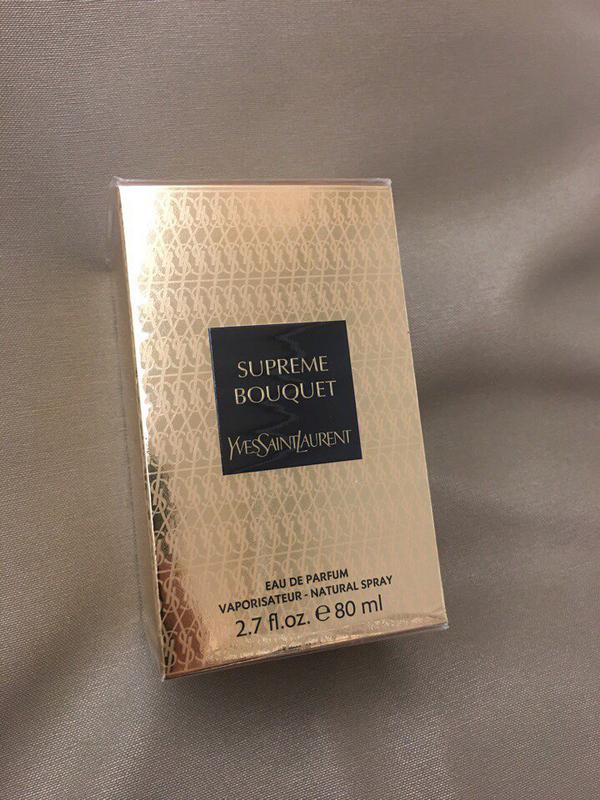 SUPREME
BOUQUET
YVESSAINTLAURENT
EAU DE PARFUM
VAPORISATEUR - NATURAL SPRAY
2.7 fl.oz. ℮ 80 ml